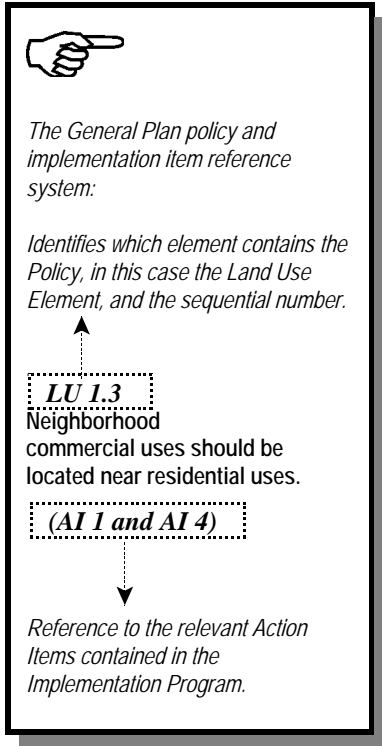 The General Plan policy and
implementation item reference
system:
Identifies which element contains the
Policy, in this case the Land Use
Element, and the sequential number.
LU 1.3
Neighborhood
commercial uses should be
located near residential uses.
(AI 1 and AI 4)
Reference to the relevant Action
Items contained in the
Implementation Program.